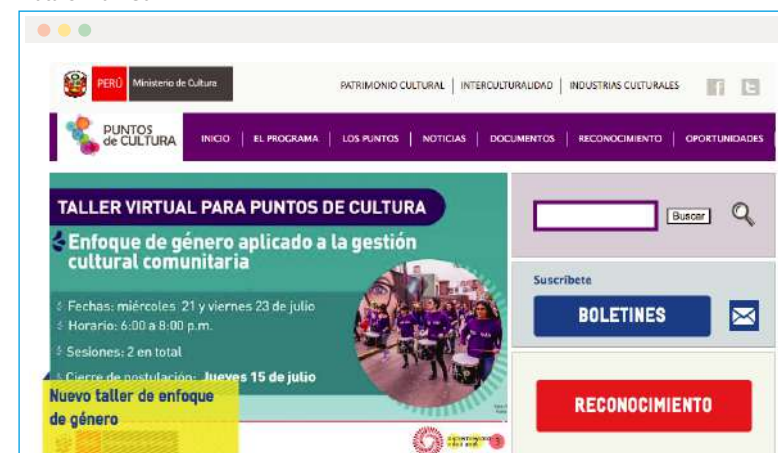 PERÚ Ministerio de Cultura
PATRIMONIO CULTURAL | INTERCULTURALIDAD | INDUSTRIAS CULTURALES
PUNTOS
de CULTURA
INICIO | EL PROGRAMA | LOS PUNTOS | NOTICIAS | DOCUMENTOS | RECONOCIMIENTO | OPORTUNIDADES
TALLER VIRTUAL PARA PUNTOS DE CULTURA
Enfoque de género aplicado a la gestión
cultural comunitaria
Fechas: miércoles 21 y viernes 23 de julio
Horario: 6:00 a 8:00 p.m.
Sesiones: 2 en total
Cierre de postulación: Jueves 15 de julio
Nuevo taller de enfoque
de género
Buscar
Suscríbete
BOLETINES
RECONOCIMIENTO